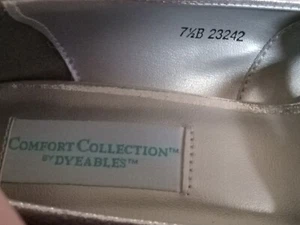 7½B 23242
COMFORT COLLECTION™
BY DYEABLES™